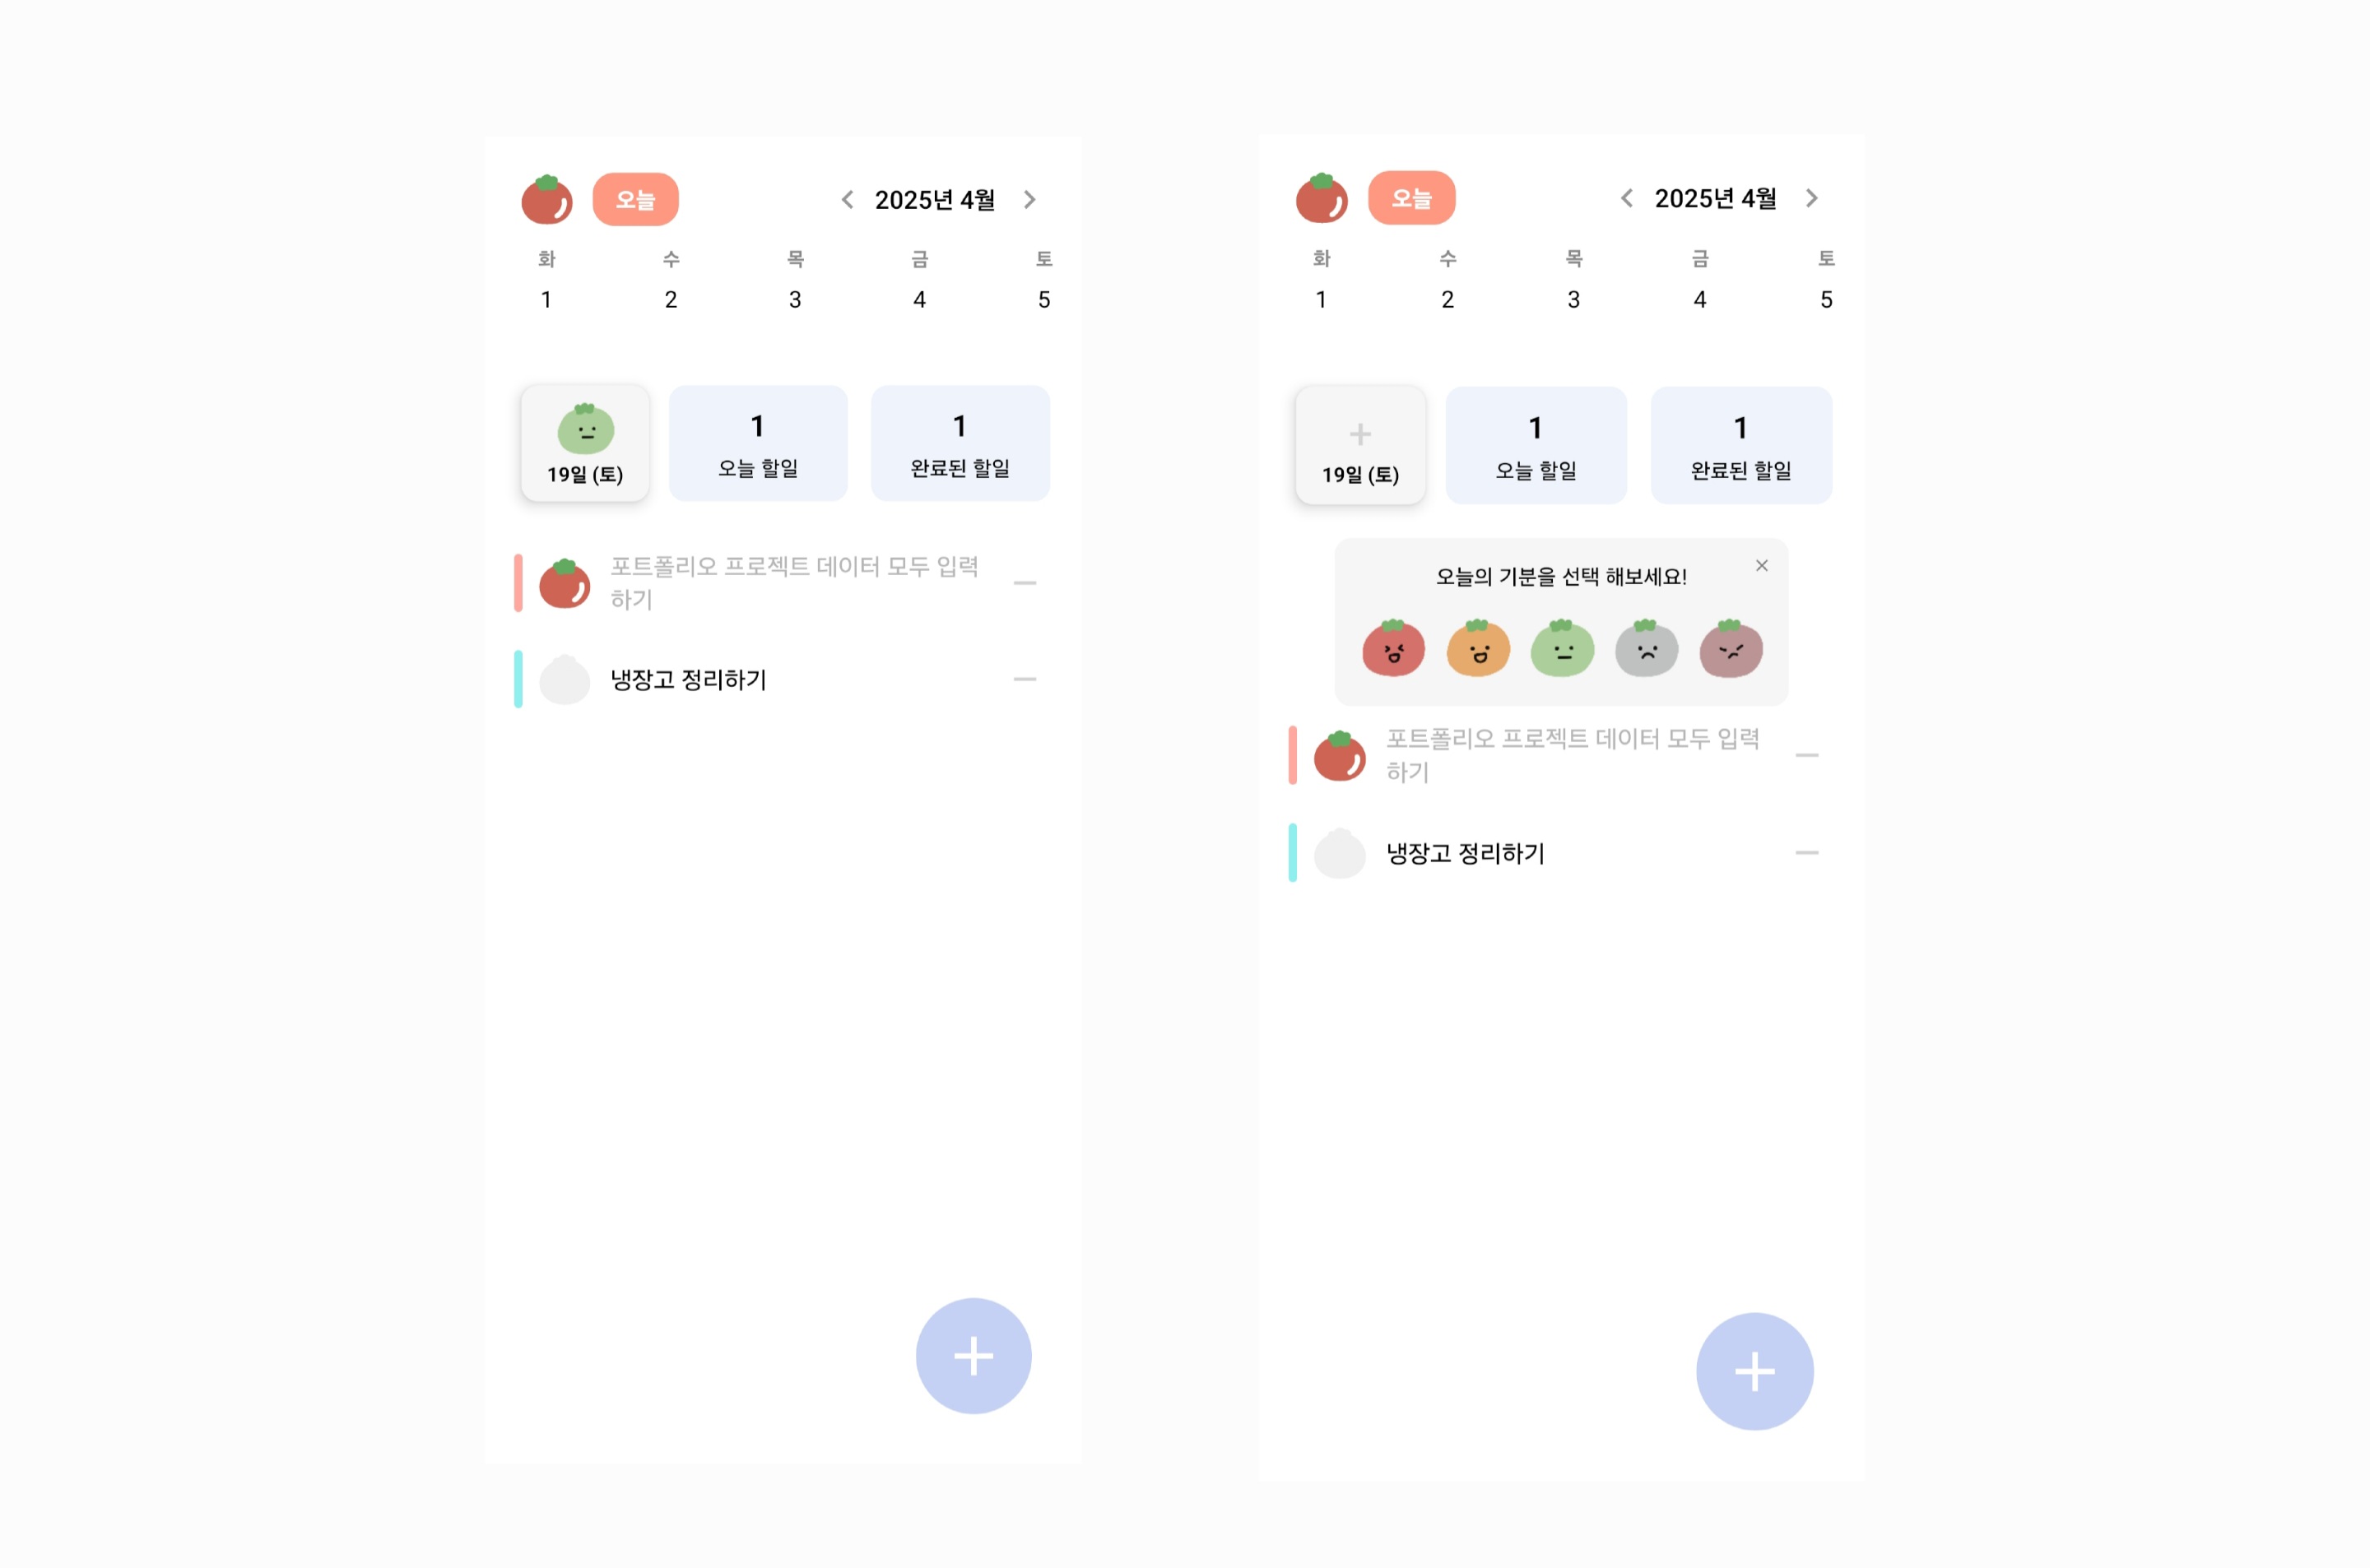 오늘
2025년 4월
화 수 목 금 토
1 2 3 4 5
1 1
오늘 할일 완료된 할일
19일 (토)
포트폴리오 프로젝트 데이터 모두 입력
하기
냉장고 정리하기
오늘
2025년 4월
화 수 목 금 토
1 2 3 4 5
1 1
오늘 할일 완료된 할일
19일 (토)
오늘의 기분을 선택 해보세요!
포트폴리오 프로젝트 데이터 모두 입력
하기
냉장고 정리하기